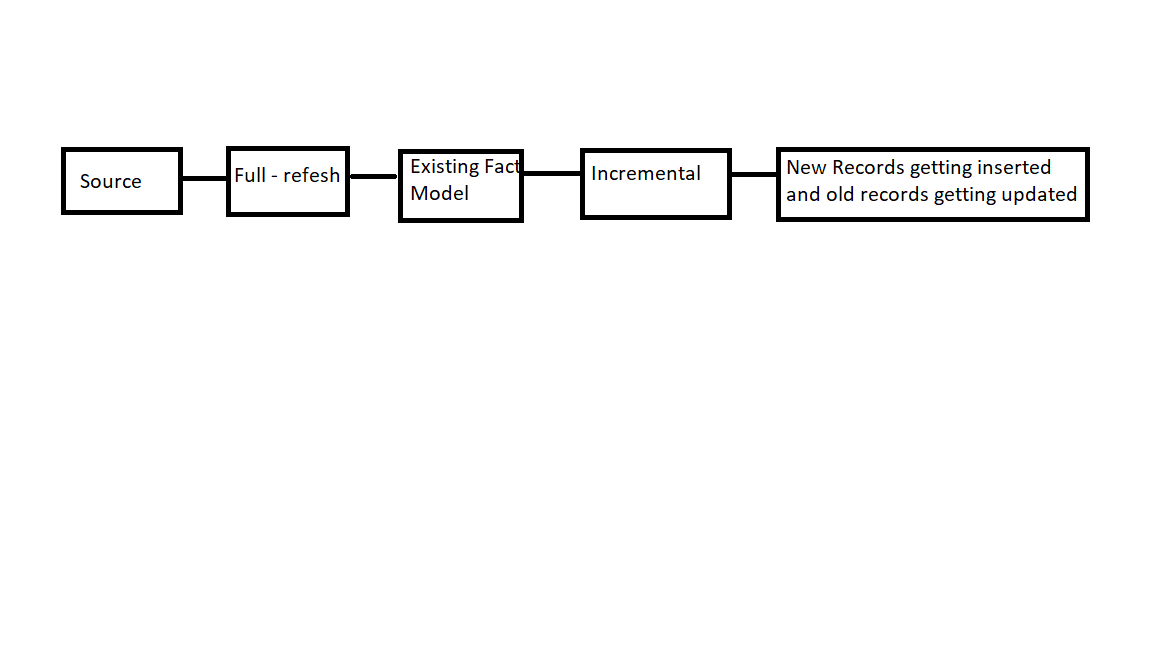 Source
Full - refesh
Existing Fact
Model
Incremental
New Records getting inserted
and old records getting updated